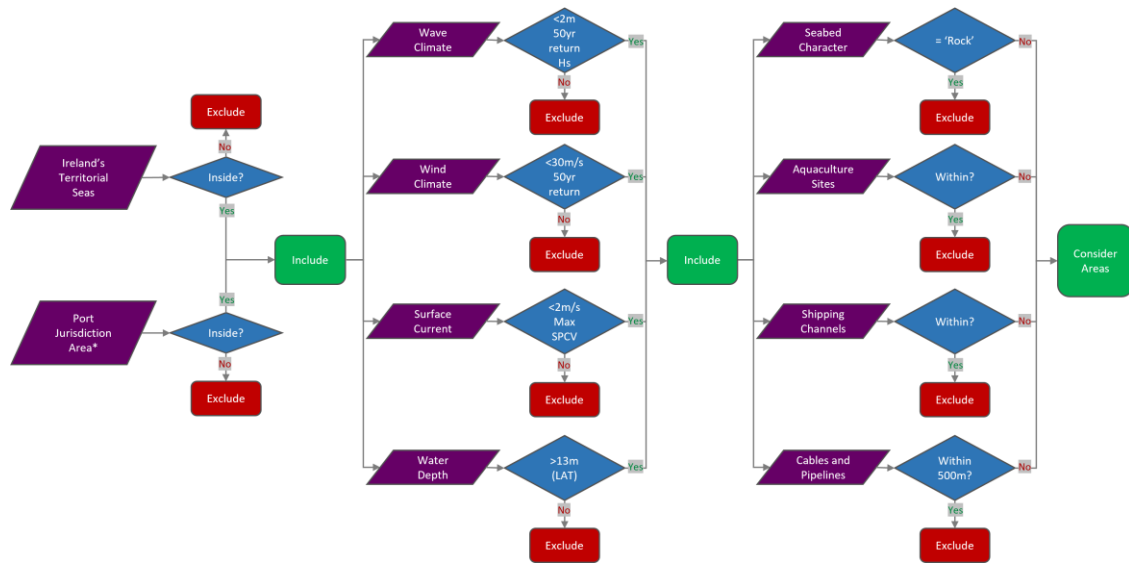 Ireland's
Territorial
Seas
Inside?
No
Exclude
Yes
Port
Jurisdiction
Area*
Inside?
Yes
No
Exclude
Include
Wave
Climate
<2m
50yr
return
Hs
Yes
No
Exclude
Wind
Climate
<30m/s
50yr
return
Yes
No
Exclude
Surface
Current
<2m/s
Max
SPCV
Yes
No
Exclude
Water
Depth
>13m
(LAT)
Yes
No
Exclude
Include
Seabed
Character
= 'Rock'
No
Yes
Exclude
Aquaculture
Sites
Within?
No
Yes
Exclude
Shipping
Channels
Within?
No
Yes
Exclude
Cables and
Pipelines
Within
500m?
No
Yes
Exclude
Consider
Areas